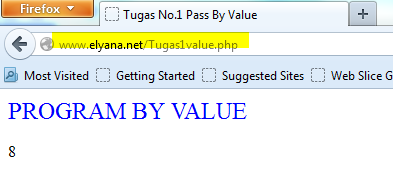 Firefox
Tugas No.1 Pass By Value
www.elyana.net/Tugas1value.php
Most Visited Getting Started Suggested Sites Web Slice G
PROGRAM BY VALUE
8